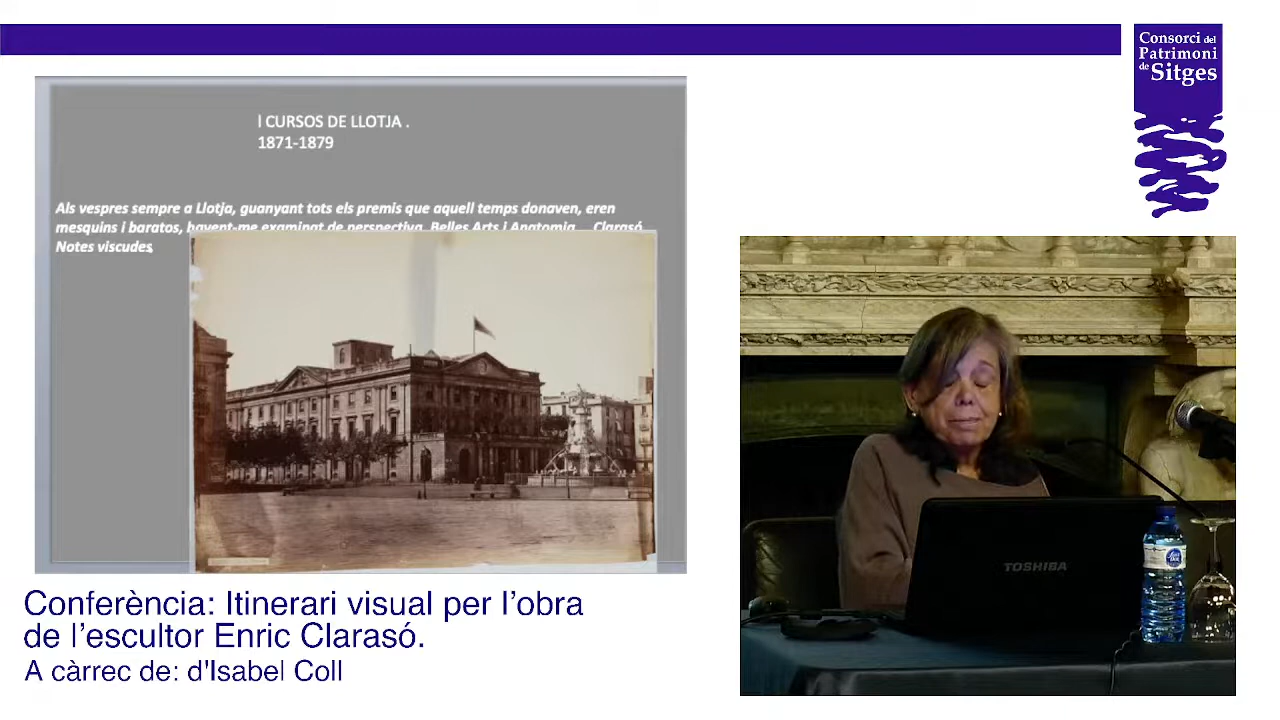 Consorci del
Patrimoni
de Sitges
I CURSOS DE LLOTJA .
1871-1879
Als vespres sempre a Llotja, guanyant tots els premis que aquell temps donaven, eren
mesquins i baratos, havent-me examinat de perspectiva, Belles Arts i Anatomia... Clarasó
Notes viscudes.
TOSHIBA
Conferència: Itinerari visual per l'obra
de l'escultor Enric Clarasó.
A càrrec de: d'Isabel Coll